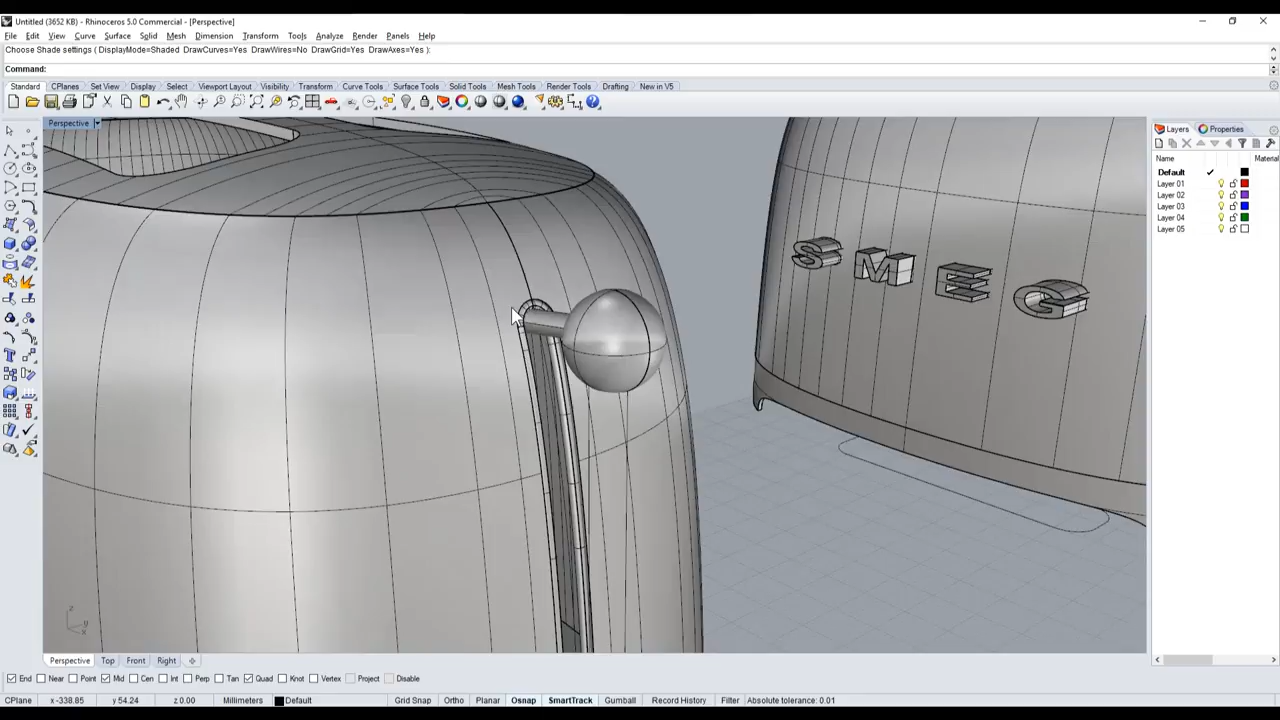 Untitled (3652 KB) - Rhinoceros 5.0 Commercial - [Perspective]
File Edit View Curve Surface Solid Mesh Dimension Transform Tools Analyze Render Panels Help
Choose Shade settings ( DisplayMode=Shaded DrawCurves=Yes DrawWires=No DrawGrid=Yes DrawAxes=Yes ):
Command:
Standard CPlanes Set View Display Select Viewport Layout Visibility Transform Curve Tools Surface Tools Solid Tools Mesh Tools Render Tools Drafting New in V5
Perspective
Layers Properties
Name Material
Default
Layer 01
Layer 02
Layer 03
Layer 04
Layer 05
S M E G
z y x
Perspective Top Front Right
End Near Point Mid Cen Int Perp Tan Quad Knot Vertex Project Disable
CPlane x -338.85 y 54.24 z 0.00 Millimeters Default Grid Snap Ortho Planar Osnap SmartTrack Gumball Record History Filter Absolute tolerance: 0.01